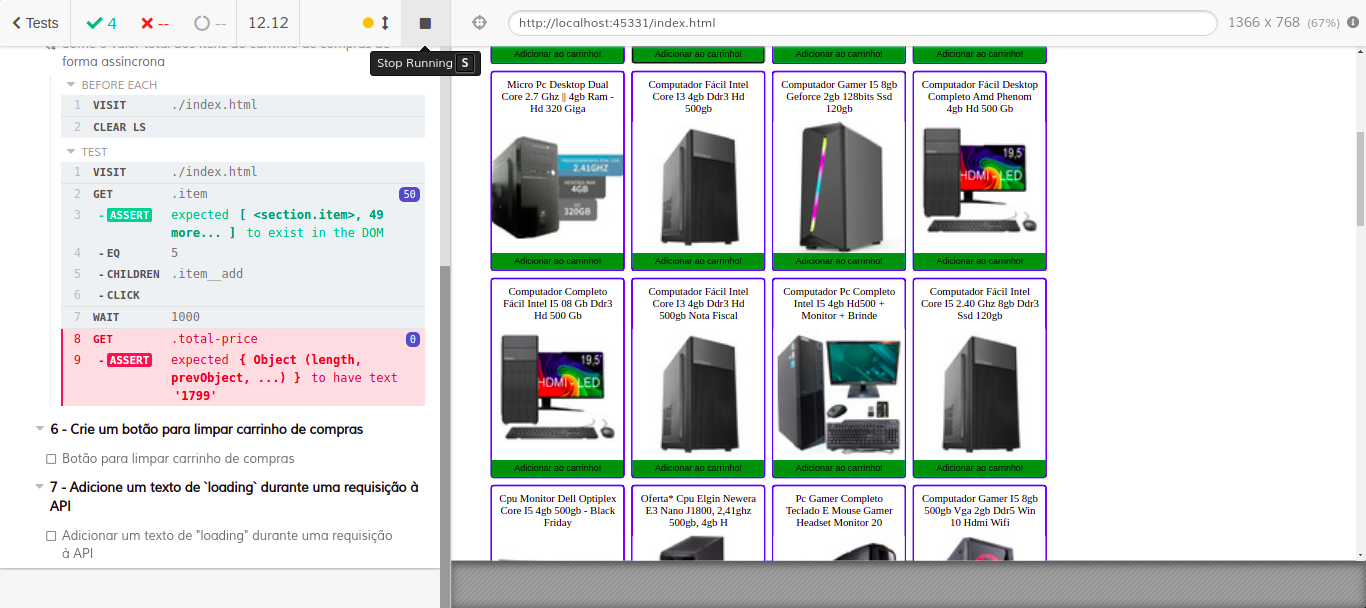 Tests
4
--
--
12.12
http://localhost:45331/index.html
1366 x 768 (67%)
Stop Running S
Some o valor total dos itens do carrinho de compras de
forma assíncrona
BEFORE EACH
1 VISIT ./index.html
2 CLEAR LS
TEST
1 VISIT ./index.html
2 GET .item 50
3 - ASSERT expected [ <section.item>, 49
more... ] to exist in the DOM
4 - EQ 5
5 - CHILDREN .item__add
6 - CLICK
7 WAIT 1000
8 GET .total-price 0
9 - ASSERT expected { Object (length,
prevObject, ...) } to have text
'1799'
6 - Crie um botão para limpar carrinho de compras
Botão para limpar carrinho de compras
7 - Adicione um texto de `loading` durante uma requisição à
API
Adicionar um texto de "loading" durante uma requisição
à API
Adicionar ao carrinho!
Adicionar ao carrinho!
Adicionar ao carrinho!
Adicionar ao carrinho!
Micro Pc Desktop Dual
Core 2.7 Ghz || 4gb Ram -
Hd 320 Giga
2.41GHZ
4GB
320GB
Adicionar ao carrinho!
Computador Fácil Intel
Core I3 4gb Ddr3 Hd
500gb
Adicionar ao carrinho!
Computador Gamer I5 8gb
Geforce 2gb 128bits Ssd
120gb
Adicionar ao carrinho!
Computador Fácil Desktop
Completo Amd Phenom
4gb Hd 500 Gb
19,5"
HDMI - LED
Adicionar ao carrinho!
Computador Completo
Fácil Intel I5 08 Gb Ddr3
Hd 500 Gb
19,5"
HDMI - LED
Adicionar ao carrinho!
Computador Fácil Intel
Core I3 4gb Ddr3 Hd
500gb Nota Fiscal
Adicionar ao carrinho!
Computador Pc Completo
Intel I5 4gb Hd500 +
Monitor + Brinde
Adicionar ao carrinho!
Computador Fácil Intel
Core I5 2.40 Ghz 8gb Ddr3
Ssd 120gb
Adicionar ao carrinho!
Cpu Monitor Dell Optiplex
Core I5 4gb 500gb - Black
Friday
Oferta* Cpu Elgin Newera
E3 Nano J1800, 2,41ghz
500gb, 4gb H
Pc Gamer Completo
Teclado E Mouse Gamer
Headset Monitor 20
Computador Gamer I5 8gb
500gb Vga 2gb Ddr5 Win
10 Hdmi Wifi